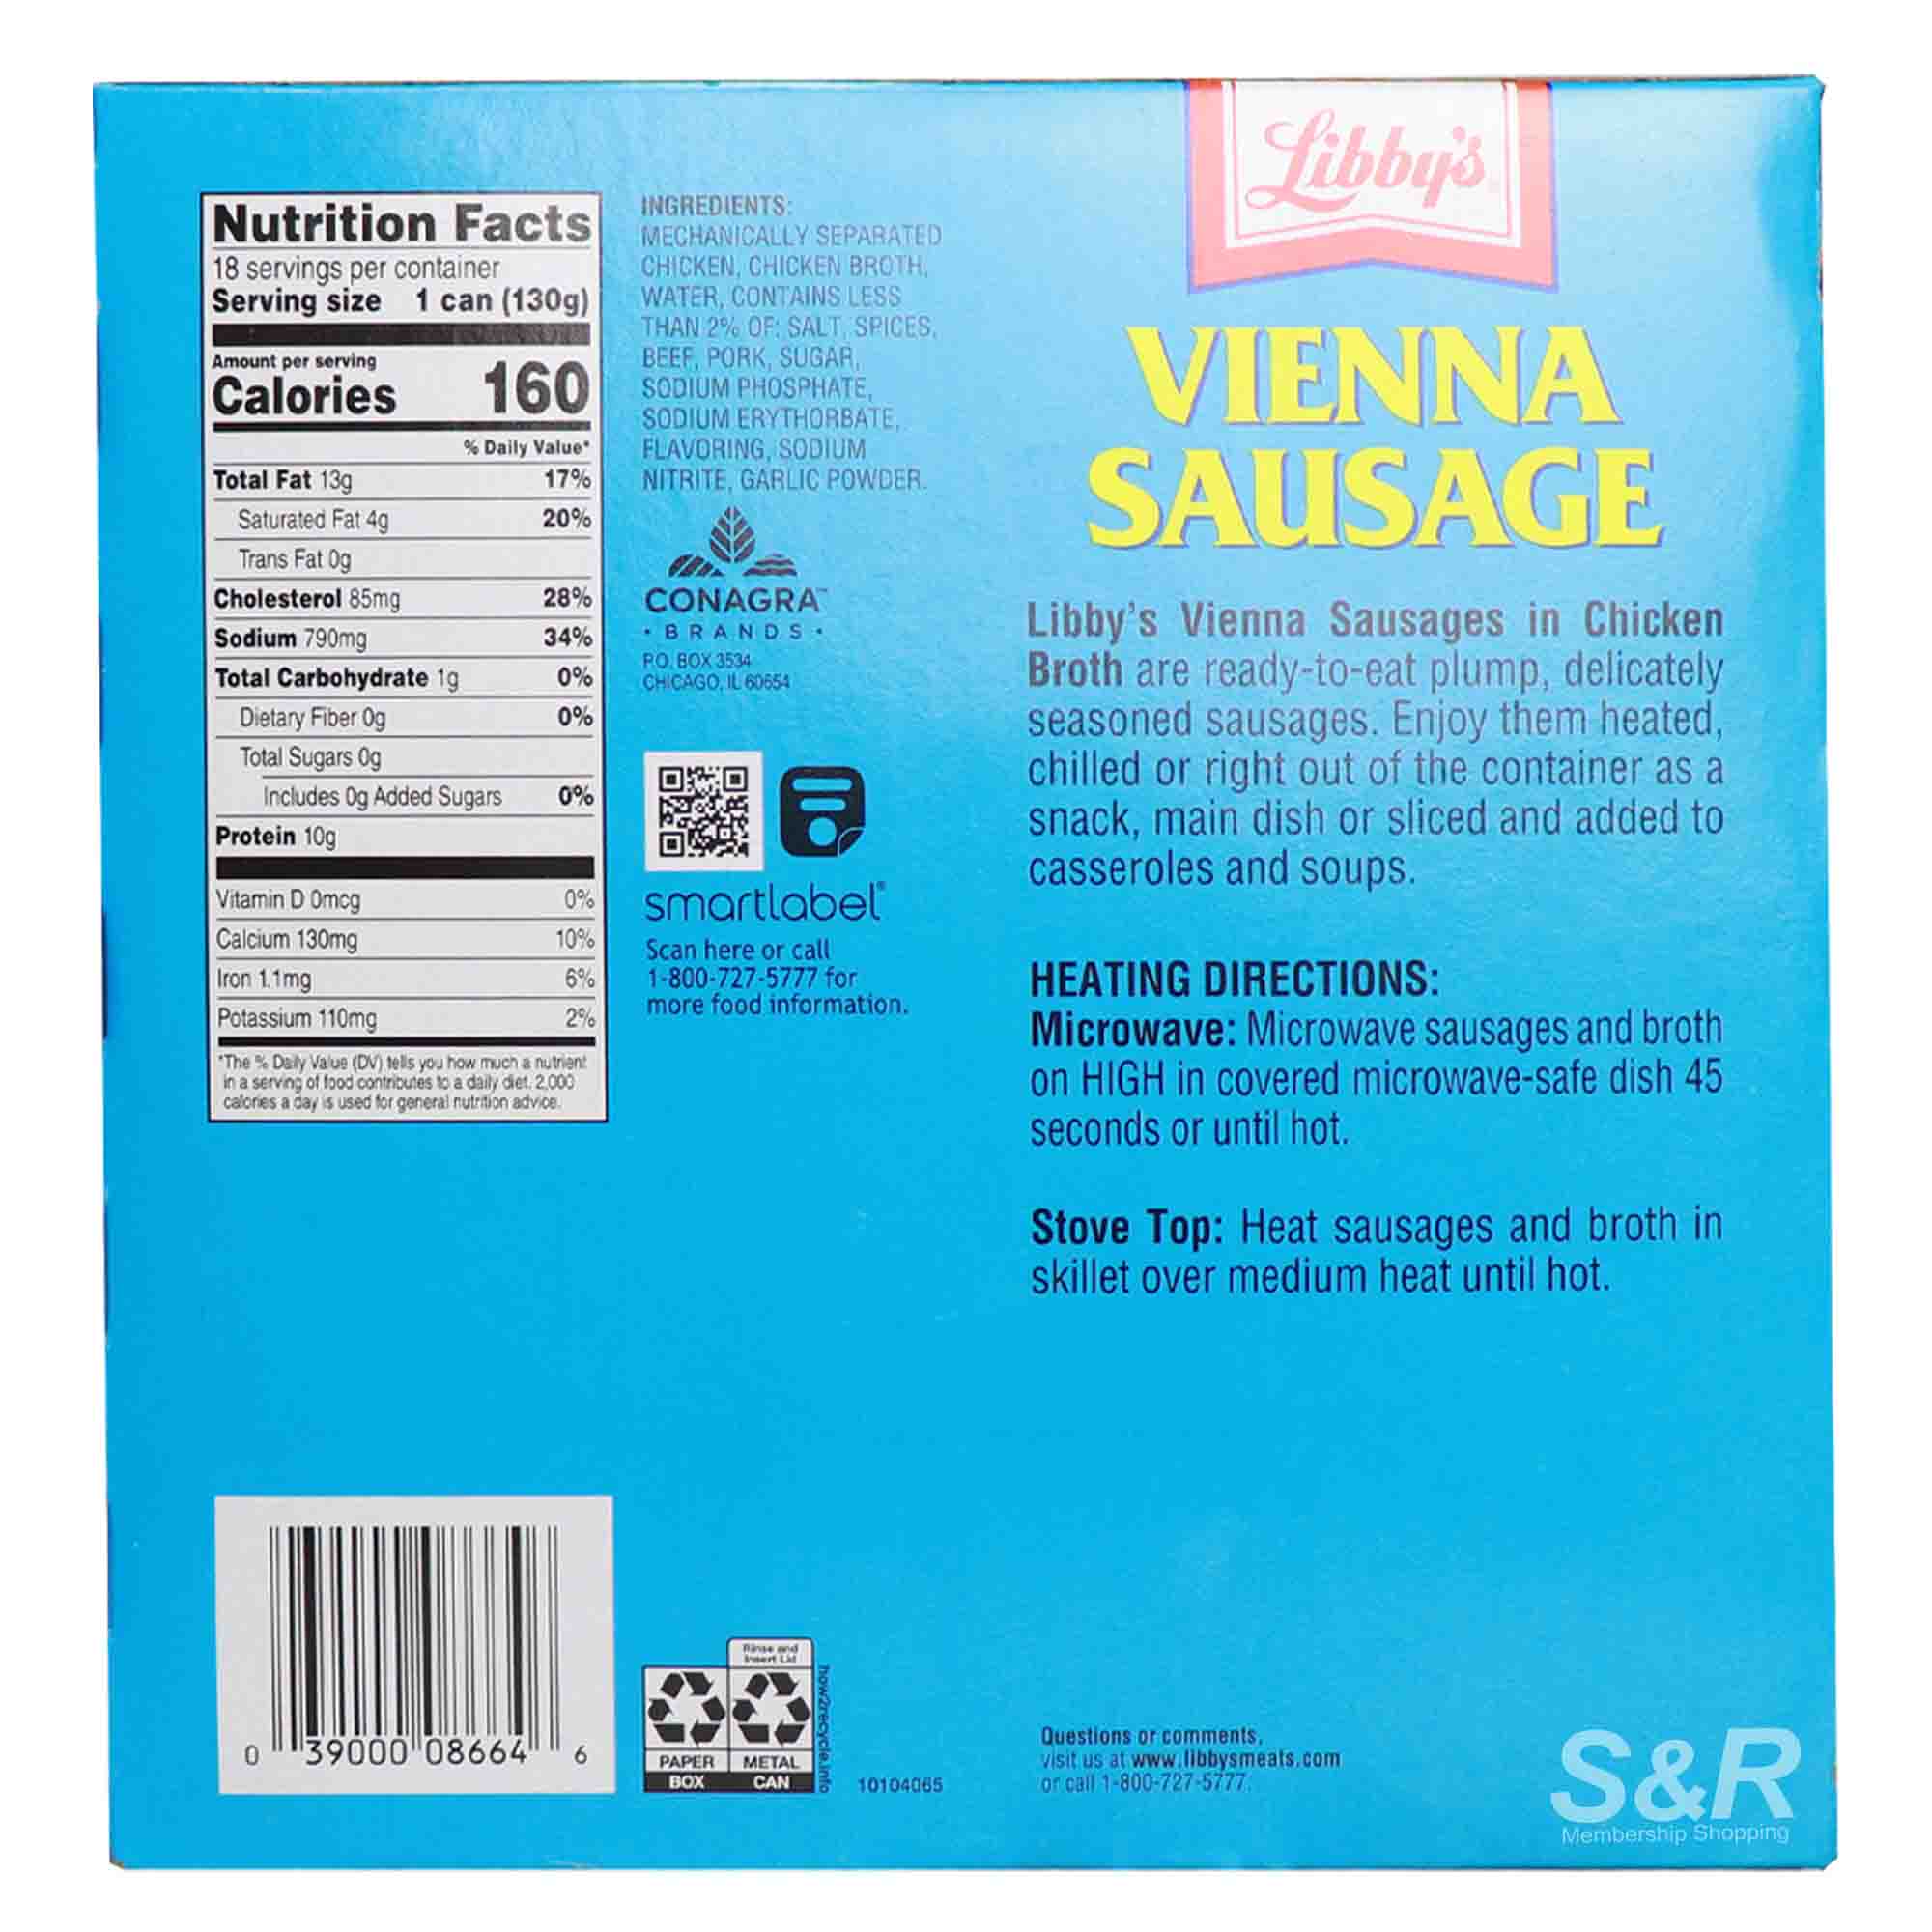 Nutrition Facts
18 servings per container
Serving size 1 can (130g)
Amount per serving
Calories 160
% Daily Value*
Total Fat 13g 17%
Saturated Fat 4g 20%
Trans Fat 0g
Cholesterol 85mg 28%
Sodium 790mg 34%
Total Carbohydrate 1g 0%
Dietary Fiber 0g 0%
Total Sugars 0g
Includes 0g Added Sugars 0%
Protein 10g
Vitamin D 0mcg 0%
Calcium 130mg 10%
Iron 1.1mg 6%
Potassium 110mg 2%
*The % Daily Value (DV) tells you how much a nutrient
in a serving of food contributes to a daily diet. 2,000
calories a day is used for general nutrition advice.
INGREDIENTS:
MECHANICALLY SEPARATED
CHICKEN, CHICKEN BROTH,
WATER, CONTAINS LESS
THAN 2% OF: SALT, SPICES,
BEEF, PORK, SUGAR,
SODIUM PHOSPHATE,
SODIUM ERYTHORBATE,
FLAVORING, SODIUM
NITRITE, GARLIC POWDER.
CONAGRA™
• BRANDS •
P.O. BOX 3534
CHICAGO, IL 60654
smartlabel®
Scan here or call
1-800-727-5777 for
more food information.
Libby's®
VIENNA
SAUSAGE
Libby's Vienna Sausages in Chicken
Broth are ready-to-eat plump, delicately
seasoned sausages. Enjoy them heated,
chilled or right out of the container as a
snack, main dish or sliced and added to
casseroles and soups.
HEATING DIRECTIONS:
Microwave: Microwave sausages and broth
on HIGH in covered microwave-safe dish 45
seconds or until hot.
Stove Top: Heat sausages and broth in
skillet over medium heat until hot.
0 39000 08664 6
Rinse and
Insert Lid
PAPER
BOX
METAL
CAN
how2recycle.info
10104065
Questions or comments,
visit us at www.libbysmeats.com
or call 1-800-727-5777.
S&R
Membership Shopping